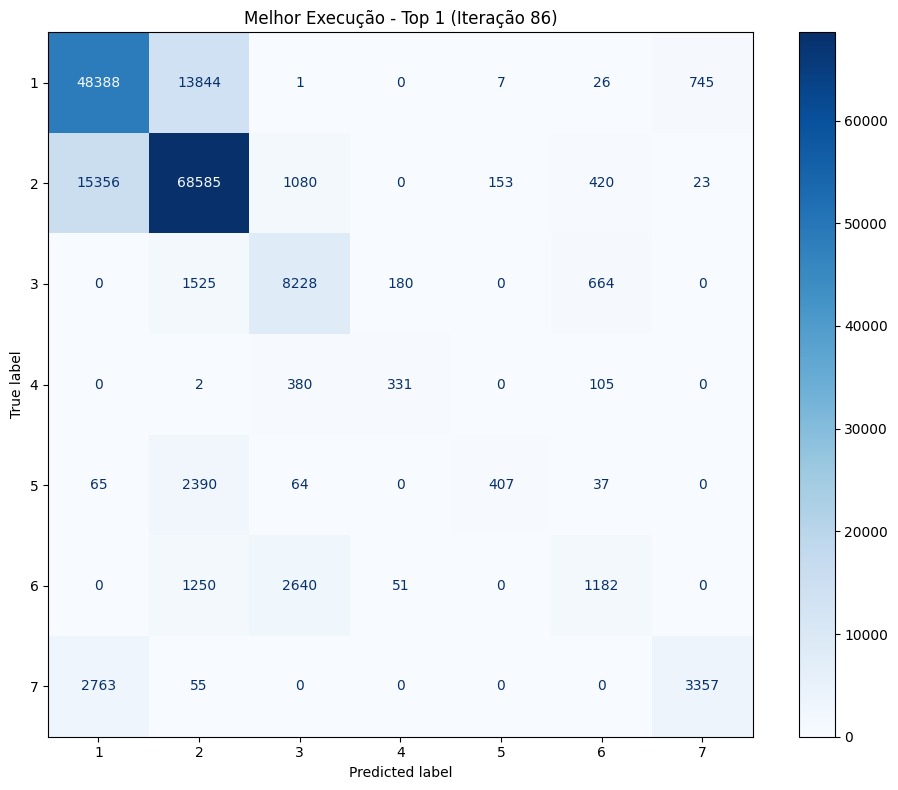 Melhor Execução - Top 1 (Iteração 86)
1 48388 13844 1 0 7 26 745
2 15356 68585 1080 0 153 420 23
3 0 1525 8228 180 0 664 0
4 0 2 380 331 0 105 0
5 65 2390 64 0 407 37 0
6 0 1250 2640 51 0 1182 0
7 2763 55 0 0 0 0 3357
1 2 3 4 5 6 7
Predicted label
True label
60000
50000
40000
30000
20000
10000
0